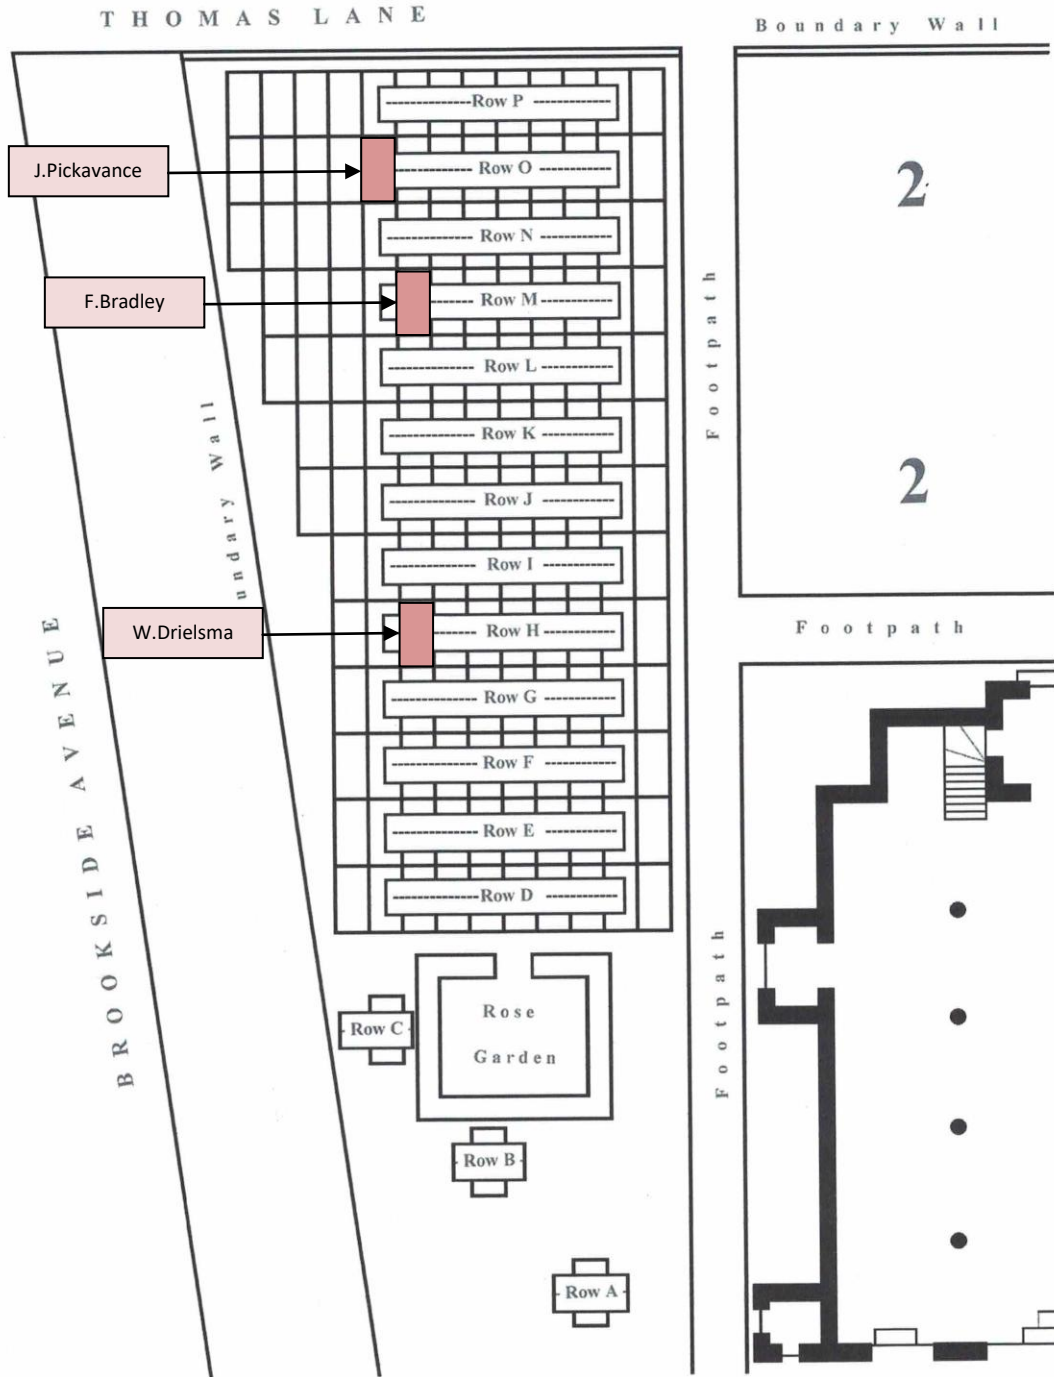 THOMAS LANE
Boundary Wall
Row P
J.Pickavance
Row O
2
Row N
F.Bradley
Row M
Footpath
Row L
undary Wall
Row K
2
Row J
Row I
W.Drielsma
Row H
Footpath
BROOKSIDE AVENUE
Row G
Row F
Row E
Row D
Footpath
Rose
Garden
Row C
Row B
Row A